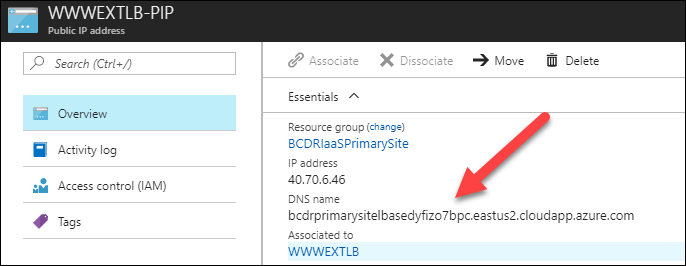 WWWEXTLB-PIP
Public IP address
Search (Ctrl+/)
Overview
Activity log
Access control (IAM)
Tags
Associate Dissociate Move Delete
Essentials
Resource group (change)
BCDRIaaSPrimarySite
IP address
40.70.6.46
DNS name
bcdrprimarysitelbasedyfizo7bpc.eastus2.cloudapp.azure.com
Associated to
WWWEXTLB